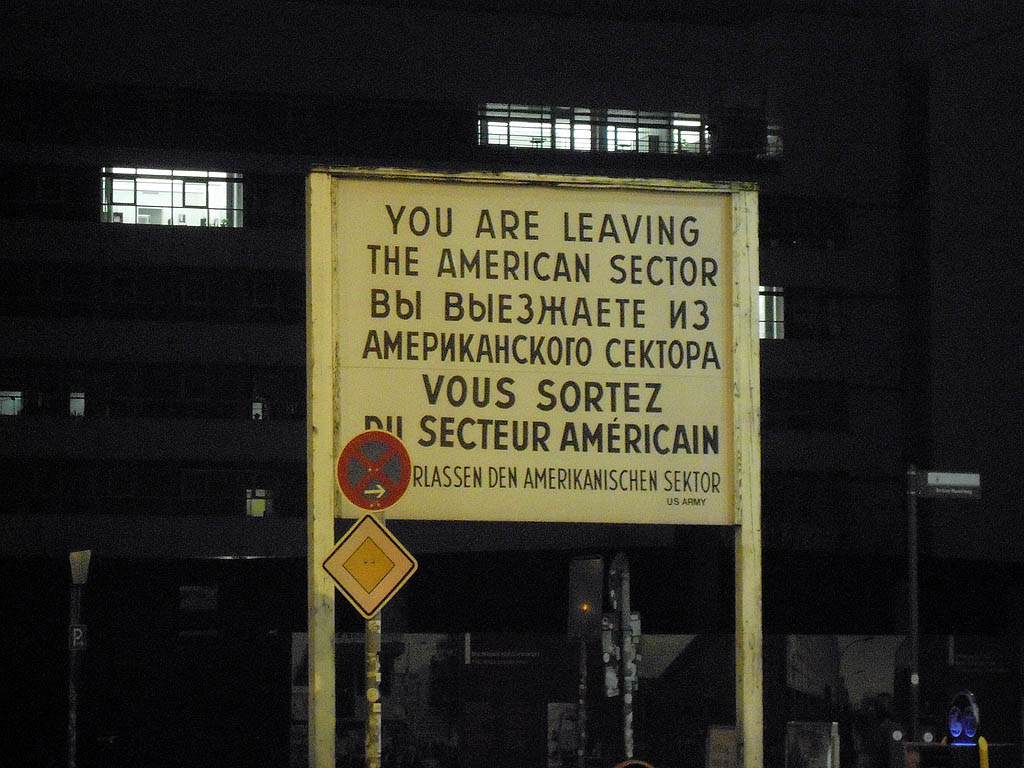 YOU ARE LEAVING
THE AMERICAN SECTOR
ВЫ ВЫЕЗЖАЕТЕ ИЗ
АМЕРИКАНСКОГО СЕКТОРА
VOUS SORTEZ
DU SECTEUR AMÉRICAIN
RLASSEN DEN AMERIKANISCHEN SEKTOR
US ARMY
P